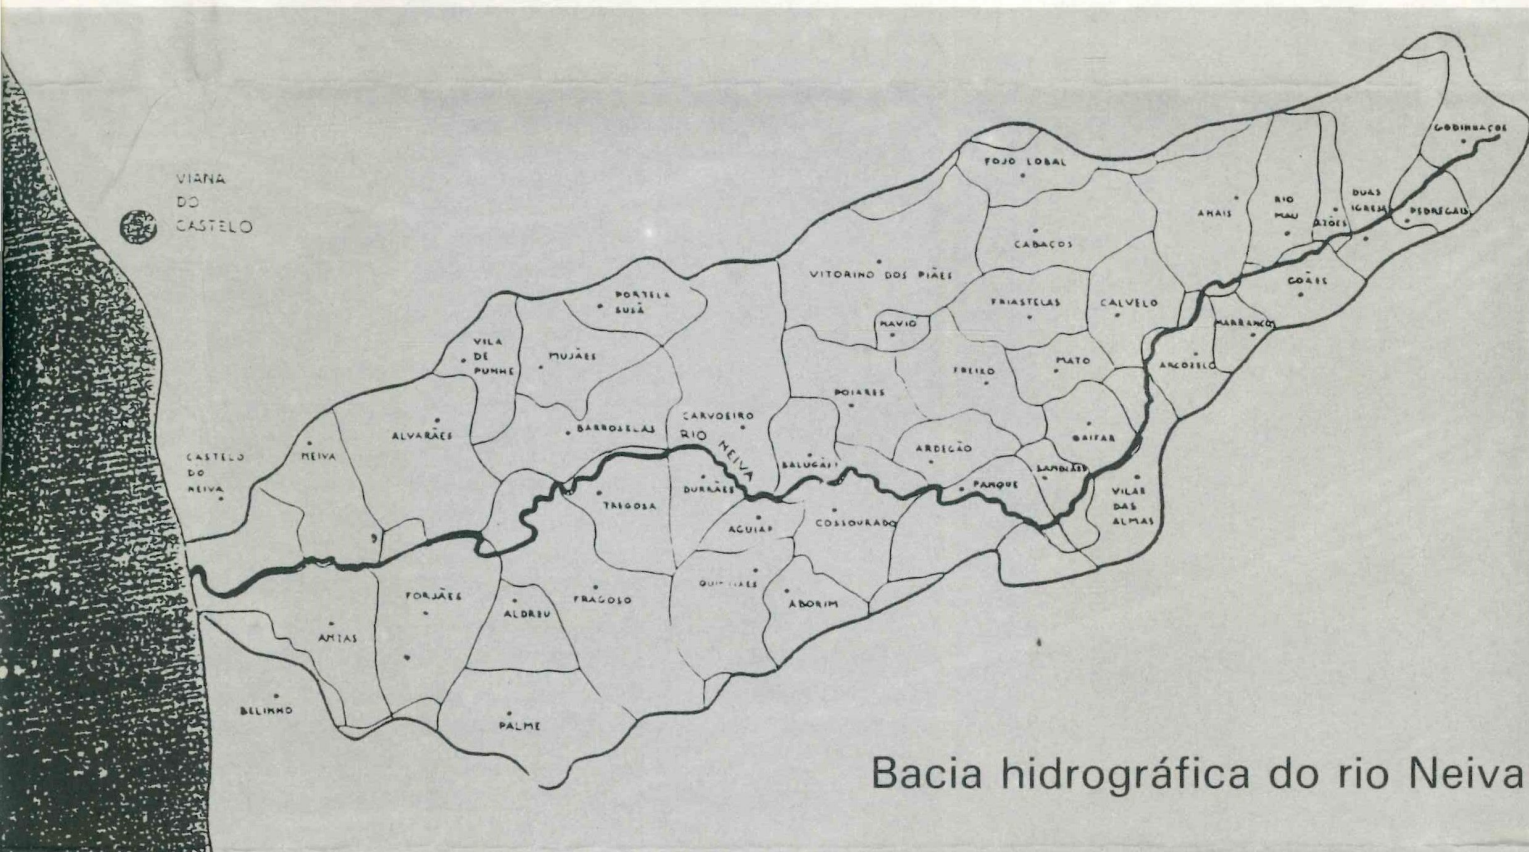 VIANA
DO
CASTELO
GODINHAÇOS
FOJO LOBAL
DUAS
IGREJAS
RIO
MAU
ANAIS
AZÕES
PEDREGAIS
CABAÇOS
VITORINO DOS PIÃES
GOÃES
PORTELA
SUSÃ
FRIASTELAS
CALVELO
NAVIÓ
MARRANCOS
VILA
DE
PUNHE
MUJÃES
FREIXO
MATO
ARCOZELO
POIARES
CARVOEIRO
BARROSELAS
ALVARÃES
RIO NEIVA
GAIFAR
ARDEGÃO
NEIVA
CASTELO
DO
NEIVA
BALUGÃES
SANDIÃES
PANQUE
DURRÃES
TREGOSA
VILAR
DAS
ALMAS
AGUIAR
COSSOURADO
QUINTIÃES
FORJÃES
ALDREU
FRAGOSO
ABORIM
ANTAS
BELINHO
PALME
Bacia hidrográfica do rio Neiva